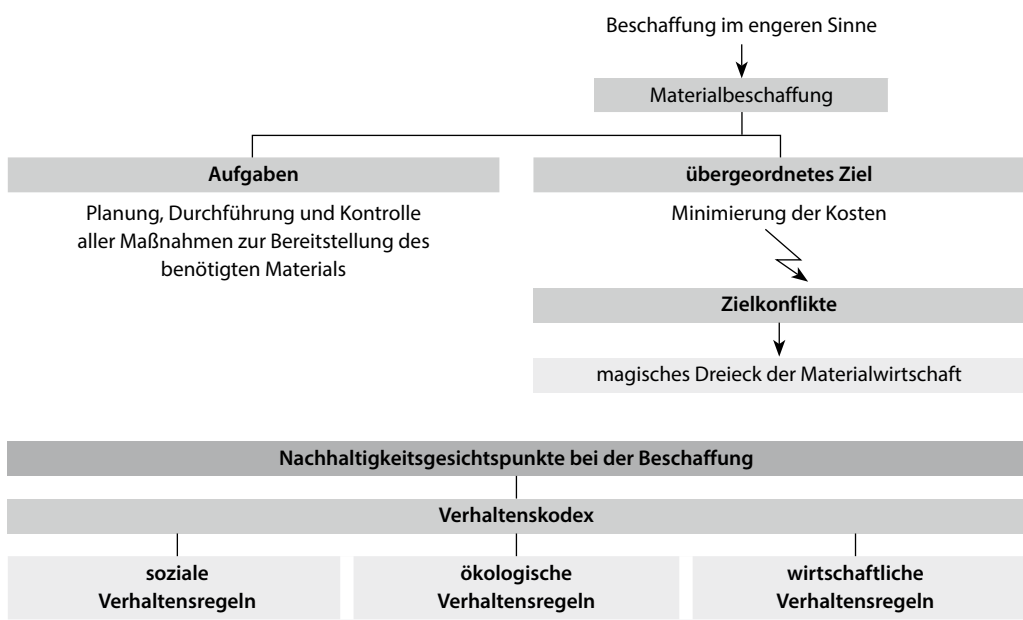 Beschaffung im engeren Sinne
Materialbeschaffung
Aufgaben
Planung, Durchführung und Kontrolle
aller Maßnahmen zur Bereitstellung des
benötigten Materials
übergeordnetes Ziel
Minimierung der Kosten
Zielkonflikte
magisches Dreieck der Materialwirtschaft
Nachhaltigkeitsgesichtspunkte bei der Beschaffung
Verhaltenskodex
soziale
Verhaltensregeln
ökologische
Verhaltensregeln
wirtschaftliche
Verhaltensregeln